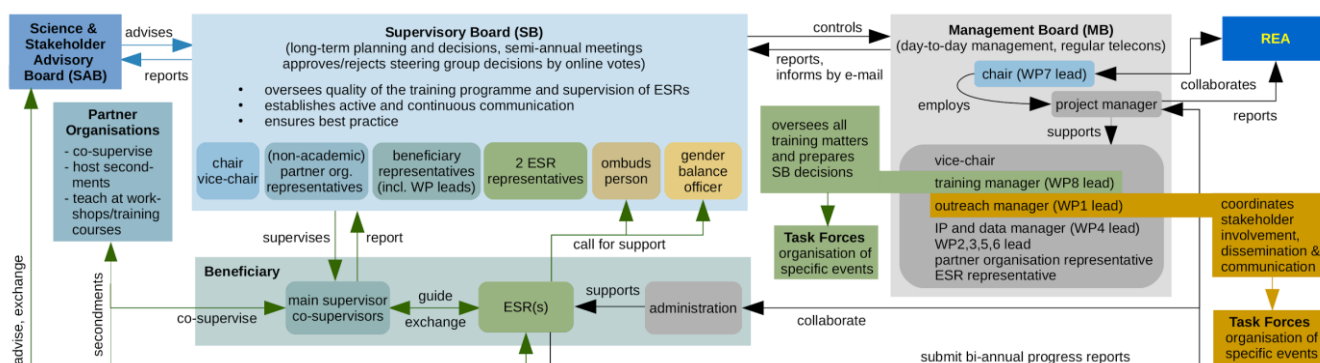 Science &
Stakeholder
Advisory
Board (SAB)
advises
reports
Supervisory Board (SB)
(long-term planning and decisions, semi-annual meetings
approves/rejects steering group decisions by online votes)
• oversees quality of the training programme and supervision of ESRs
• establishes active and continuous communication
• ensures best practice
chair
vice-chair
(non-academic)
partner org.
representatives
beneficiary
representatives
(incl. WP leads)
2 ESR
representatives
ombuds
person
gender
balance
officer
controls
reports,
informs by e-mail
Management Board (MB)
(day-to-day management, regular telecons)
chair (WP7 lead)
employs
project manager
supports
REA
collaborates
reports
vice-chair
training manager (WP8 lead)
outreach manager (WP1 lead)
IP and data manager (WP4 lead)
WP2,3,5,6 lead
partner organisation representative
ESR representative
oversees all
training matters
and prepares
SB decisions
Task Forces
organisation of
specific events
coordinates
stakeholder
involvement,
dissemination &
communication
Task Forces
organisation of
specific events
Partner
Organisations
- co-supervise
- host second-
ments
- teach at work-
shops/training
courses
supervises
report
call for support
Beneficiary
main supervisor
co-supervisors
guide
exchange
ESR(s)
supports
administration
co-supervise
collaborate
secondments
advise, exchange
submit bi-annual progress reports